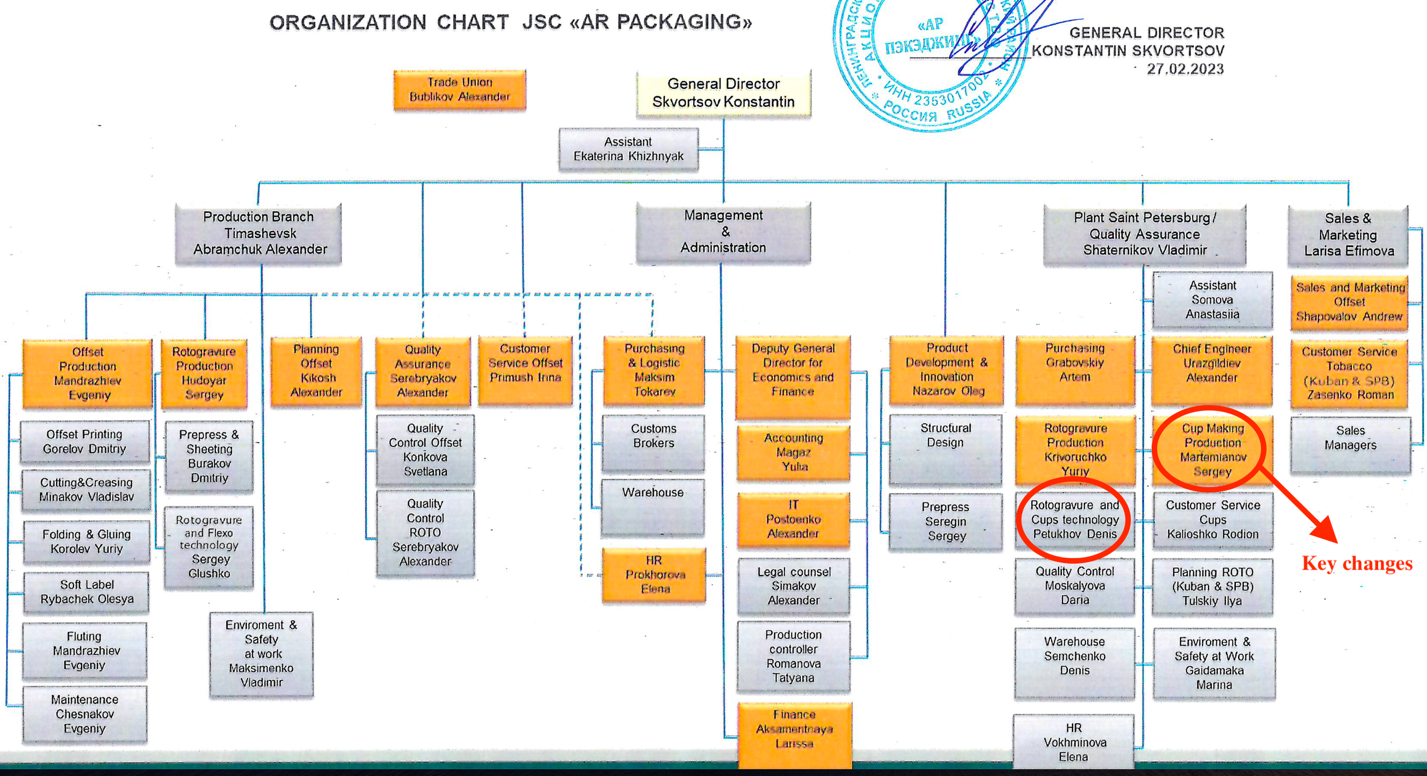 ORGANIZATION CHART JSC «AR PACKAGING»
«АР
ПЭКЭДЖИНГ»
ИНН 2353017002
РОССИЯ RUSSIA
GENERAL DIRECTOR
KONSTANTIN SKVORTSOV
27.02.2023
Trade Union
Bublikov Alexander
General Director
Skvortsov Konstantin
Assistant
Ekaterina Khizhnyak
Production Branch
Timashevsk
Abramchuk Alexander
Management
&
Administration
Plant Saint Petersburg/
Quality Assurance
Shaternikov Vladimir
Sales &
Marketing
Larisa Efimova
Assistant
Somova
Anastasiia
Sales and Marketing
Offset
Shapovalov Andrew
Offset
Production
Mandrazhiev
Evgeniy
Rotogravure
Production
Hudoyar
Sergey
Planning
Offset
Kikosh
Alexander
Quality
Assurance
Serebryakov
Alexander
Customer
Service Offset
Primush Irina
Purchasing
& Logistic
Maksim
Tokarev
Deputy General
Director for
Economics and
Finance
Product
Development &
Innovation
Nazarov Oleg
Purchasing
Grabovskiy
Artem
Chief Engineer
Urazgildiev
Alexander
Customer Service
Tobacco
(Kuban & SPB)
Zasenko Roman
Offset Printing
Gorelov Dmitriy
Prepress &
Sheeting
Burakov
Dmitriy
Quality
Control Offset
Konkova
Svetlana
Customs
Brokers
Accounting
Magaz
Yulia
Structural
Design
Rotogravure
Production
Krivoruchko
Yuriy
Cup Making
Production
Martemianov
Sergey
Sales
Managers
Cutting&Creasing
Minakov Vladislav
Rotogravure
and Flexo
technology
Sergey
Glushko
Quality
Control
ROTO
Serebryakov
Alexander
Warehouse
IT
Postoenko
Alexander
Prepress
Seregin
Sergey
Rotogravure and
Cups technology
Petukhov Denis
Customer Service
Cups
Kalioshko Rodion
Key changes
Folding & Gluing
Korolev Yuriy
HR
Prokhorova
Elena
Legal counsel
Simakov
Alexander
Quality Control
Moskalyova
Daria
Planning ROTO
(Kuban & SPB)
Tulskiy Ilya
Soft Label
Rybachek Olesya
Enviroment &
Safety
at work
Maksimenko
Vladimir
Production
controller
Romanova
Tatyana
Warehouse
Semchenko
Denis
Enviroment &
Safety at Work
Gaidamaka
Marina
Fluting
Mandrazhiev
Evgeniy
Maintenance
Chesnakov
Evgeniy
Finance
Aksamentnaya
Larissa
HR
Vokhminova
Elena